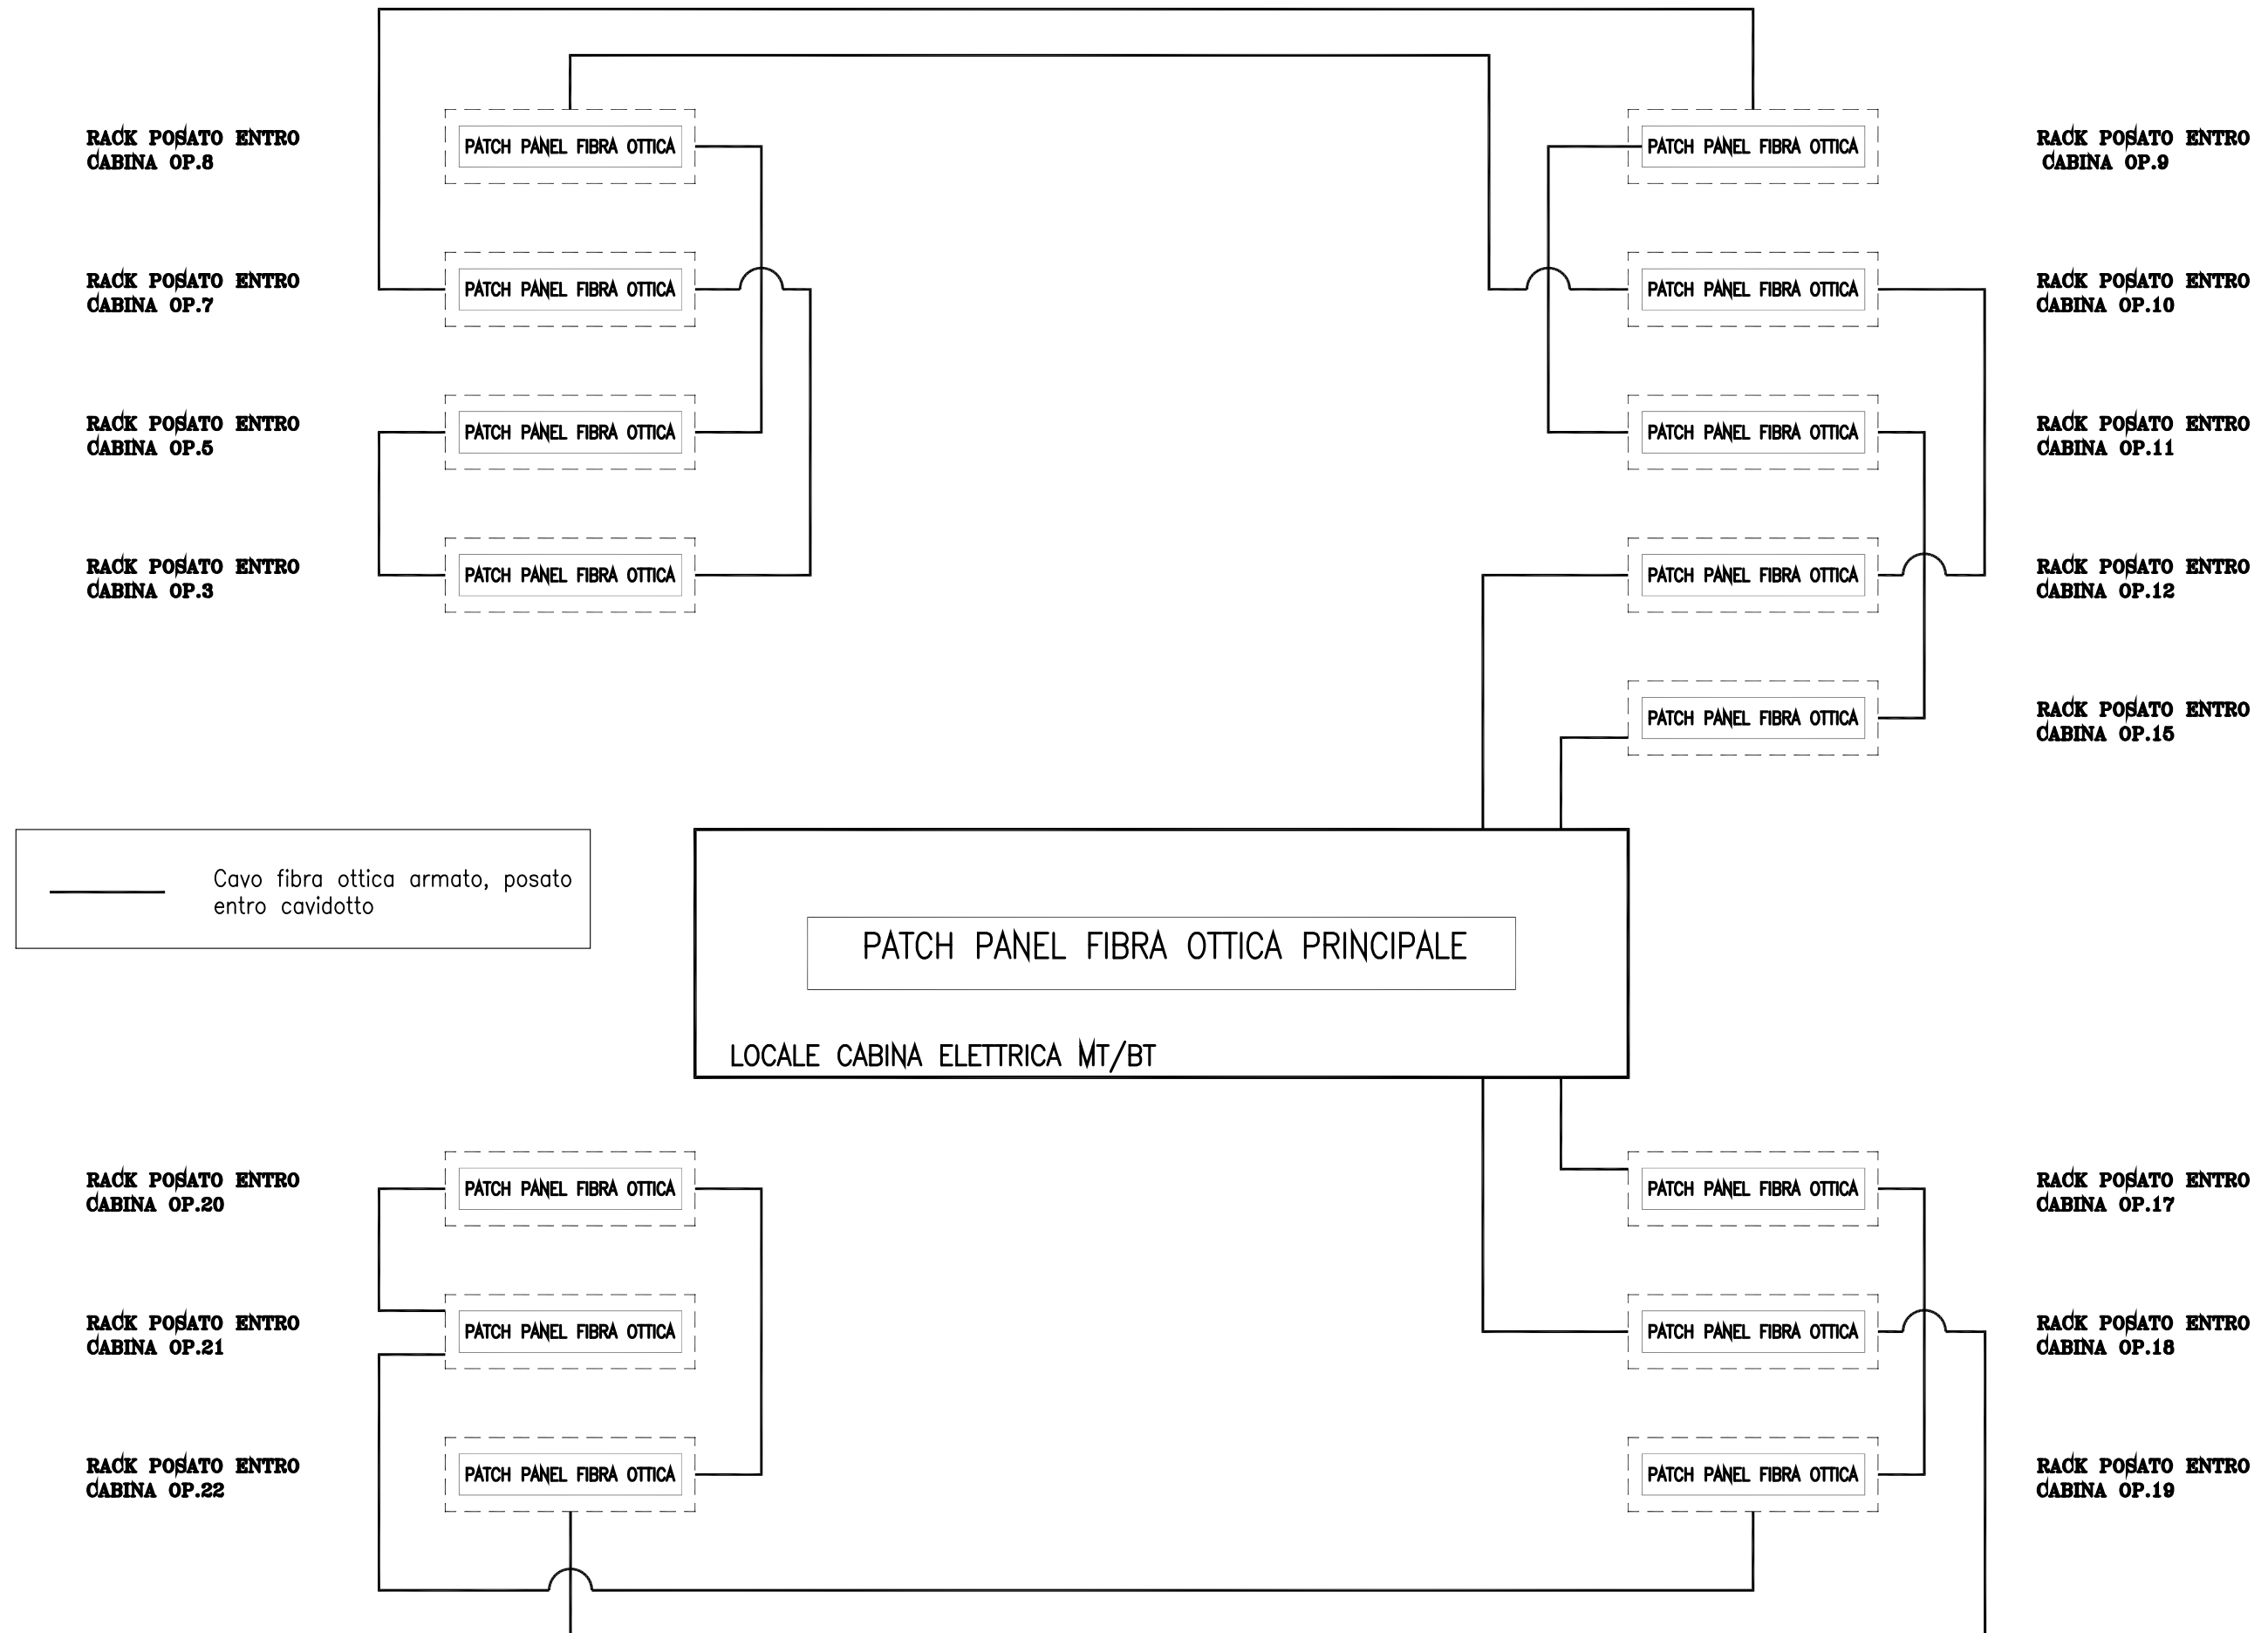 RACK POSATO ENTRO
CABINA OP.8
PATCH PANEL FIBRA OTTICA
PATCH PANEL FIBRA OTTICA
RACK POSATO ENTRO
CABINA OP.9
RACK POSATO ENTRO
CABINA OP.7
PATCH PANEL FIBRA OTTICA
PATCH PANEL FIBRA OTTICA
RACK POSATO ENTRO
CABINA OP.10
RACK POSATO ENTRO
CABINA OP.5
PATCH PANEL FIBRA OTTICA
PATCH PANEL FIBRA OTTICA
RACK POSATO ENTRO
CABINA OP.11
RACK POSATO ENTRO
CABINA OP.3
PATCH PANEL FIBRA OTTICA
PATCH PANEL FIBRA OTTICA
RACK POSATO ENTRO
CABINA OP.12
PATCH PANEL FIBRA OTTICA
RACK POSATO ENTRO
CABINA OP.15
Cavo fibra ottica armato, posato
entro cavidotto
PATCH PANEL FIBRA OTTICA PRINCIPALE
LOCALE CABINA ELETTRICA MT/BT
RACK POSATO ENTRO
CABINA OP.20
PATCH PANEL FIBRA OTTICA
PATCH PANEL FIBRA OTTICA
RACK POSATO ENTRO
CABINA OP.17
RACK POSATO ENTRO
CABINA OP.21
PATCH PANEL FIBRA OTTICA
PATCH PANEL FIBRA OTTICA
RACK POSATO ENTRO
CABINA OP.18
RACK POSATO ENTRO
CABINA OP.22
PATCH PANEL FIBRA OTTICA
PATCH PANEL FIBRA OTTICA
RACK POSATO ENTRO
CABINA OP.19